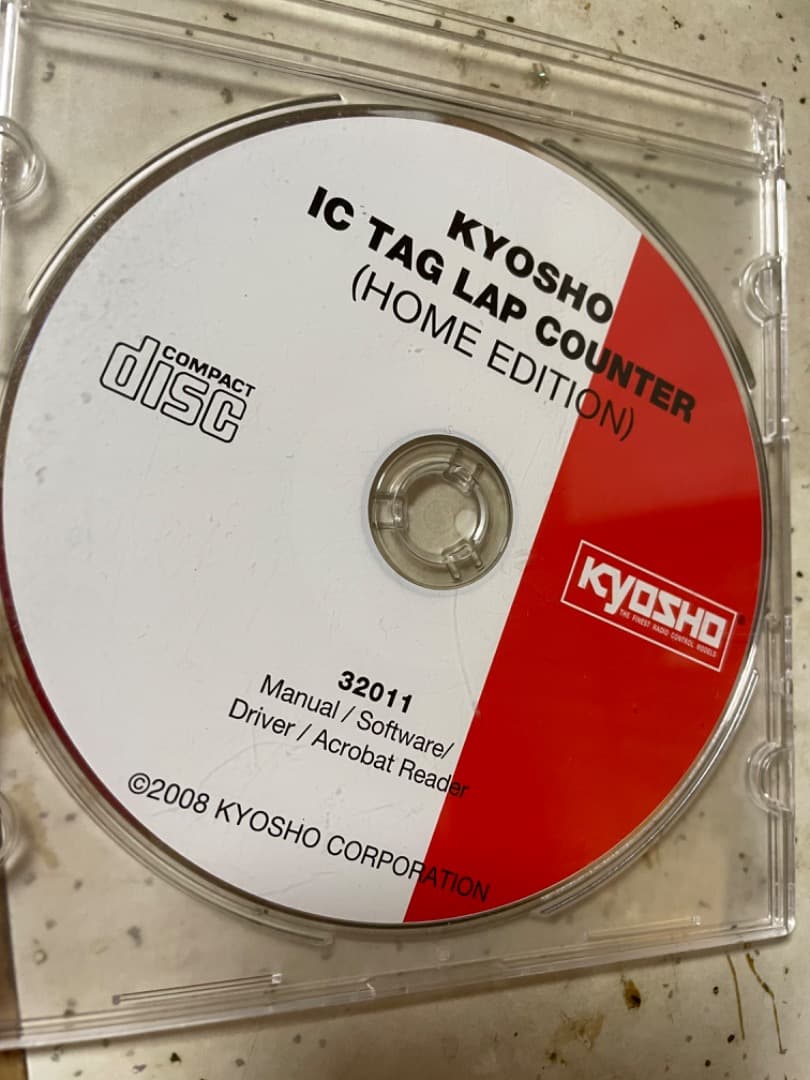 KYOSHO
IC TAG LAP COUNTER
(HOME EDITION)
COMPACT
disc
KYOSHO
THE FINEST RADIO CONTROL MODELS
32011
Manual / Software/
Driver / Acrobat Reader
©2008 KYOSHO CORPORATION